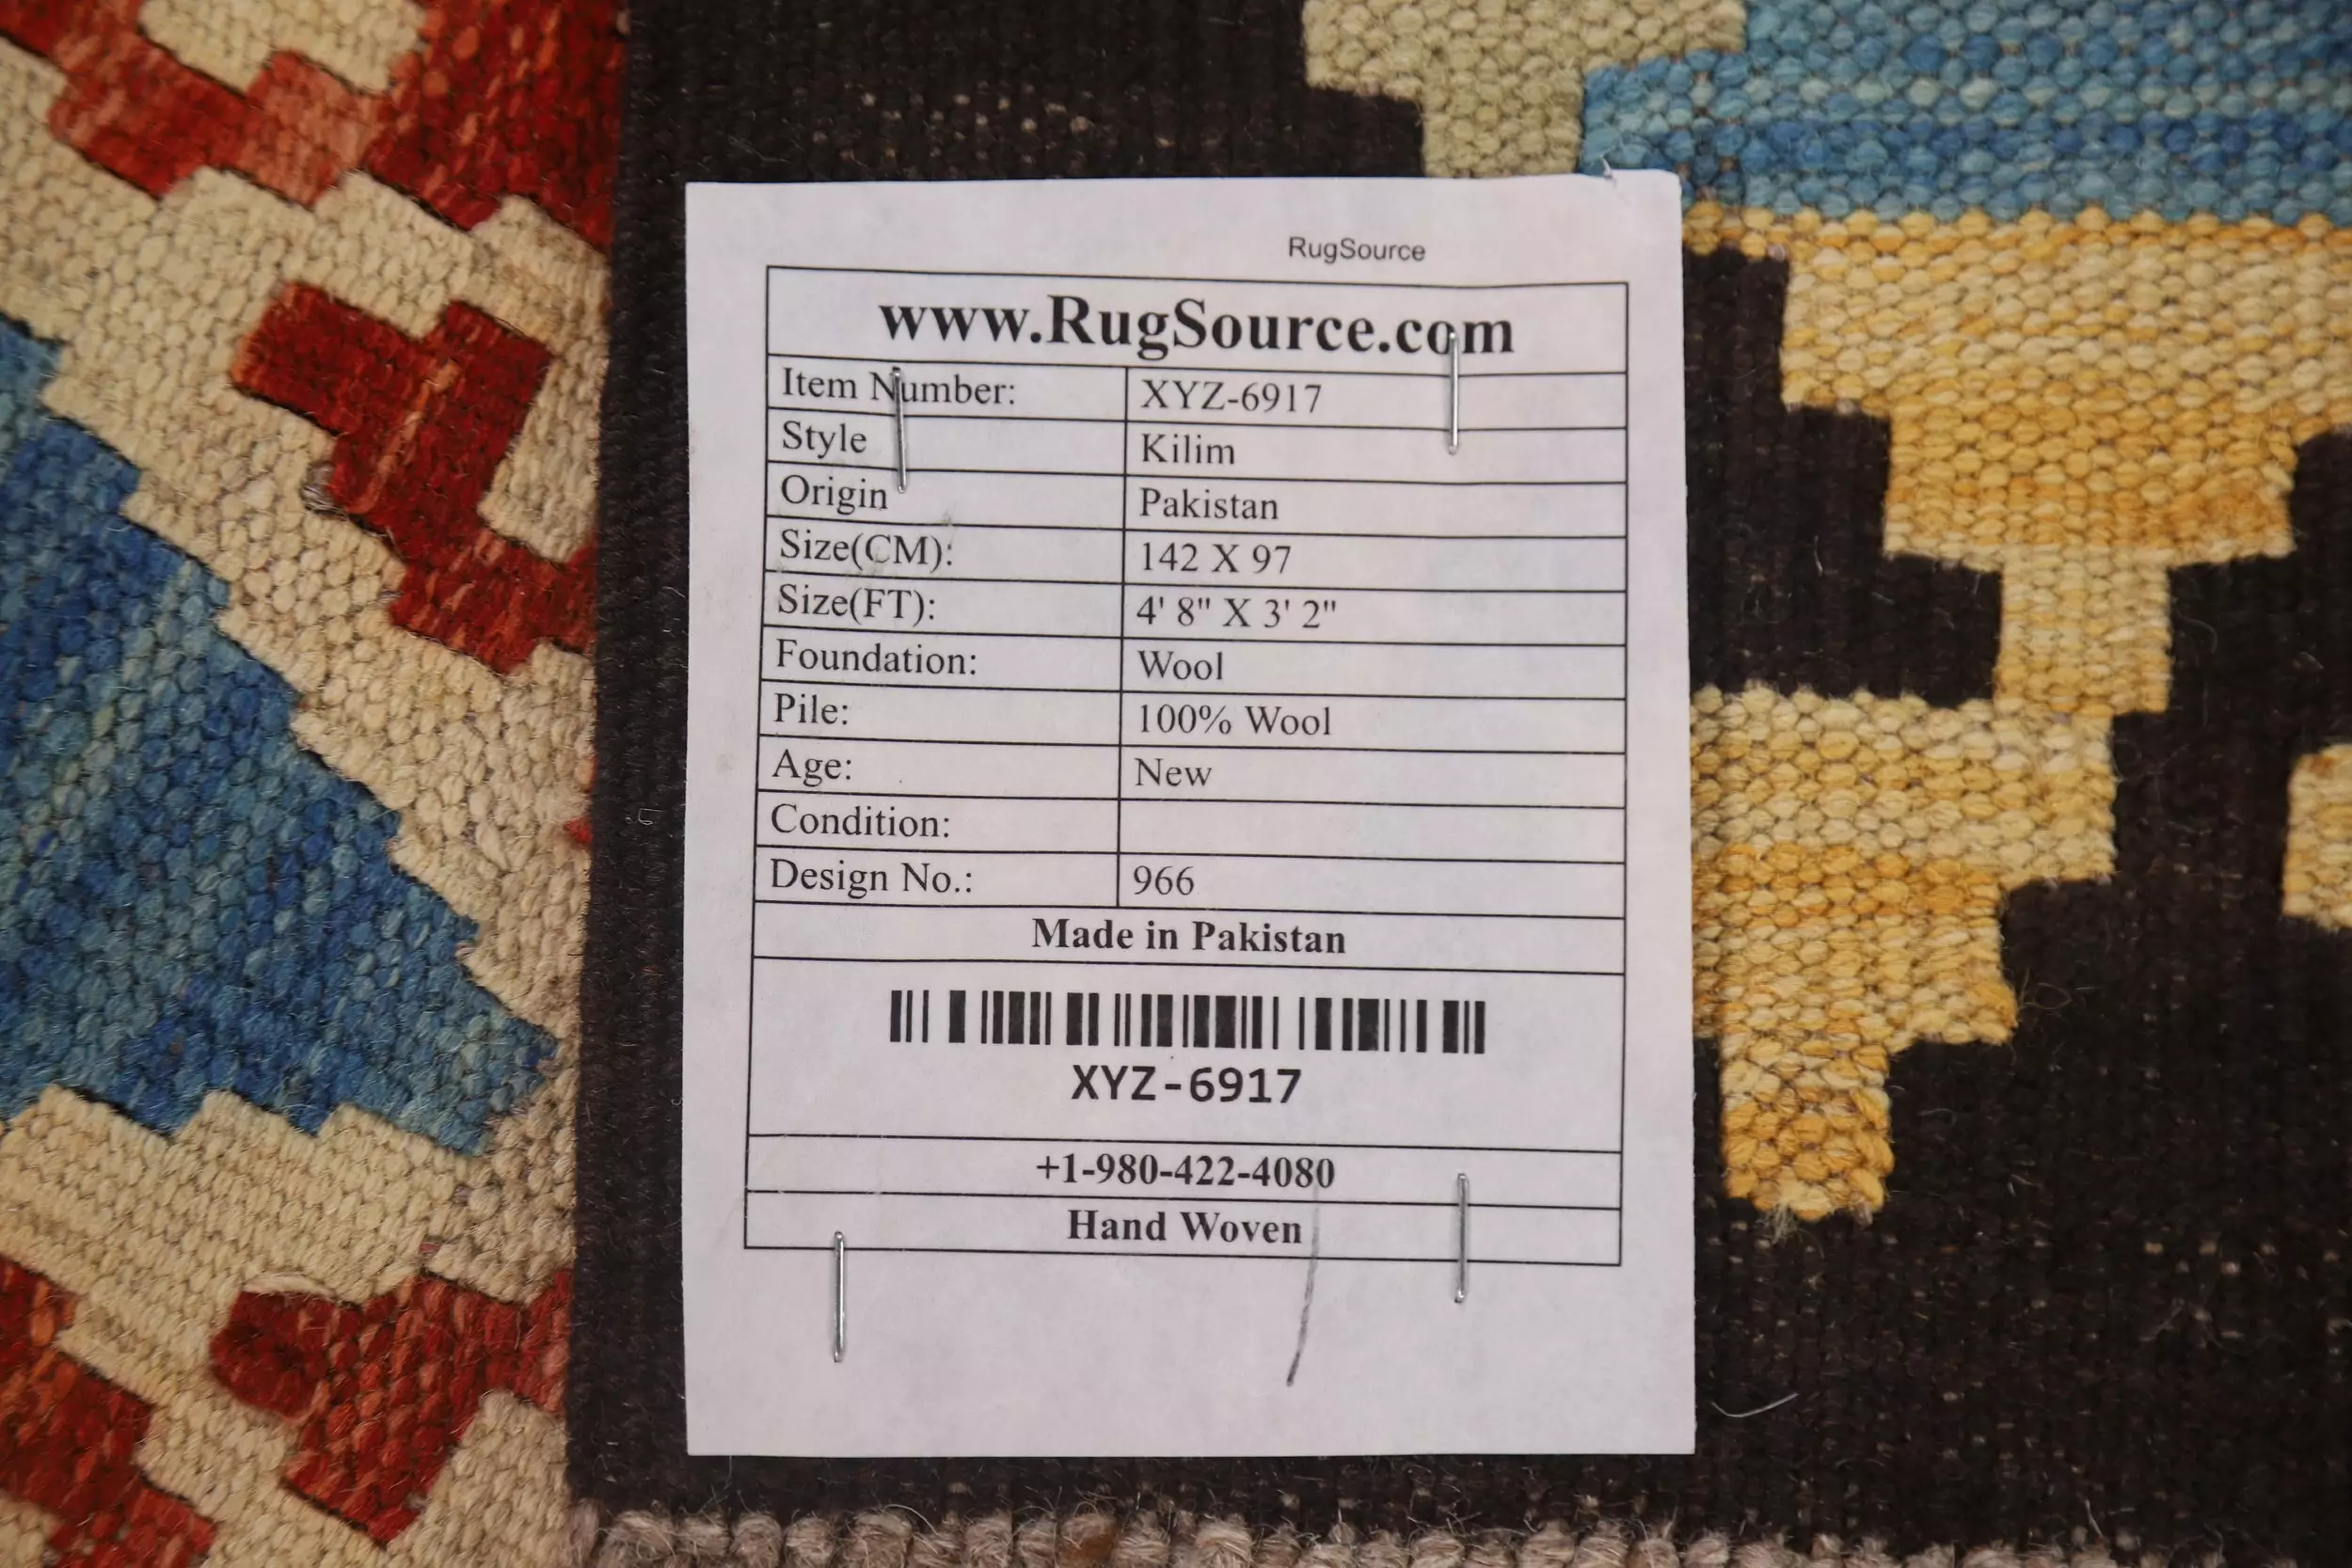 RugSource
www.RugSource.com
Item Number: XYZ-6917
Style Kilim
Origin Pakistan
Size(CM): 142 X 97
Size(FT): 4' 8" X 3' 2"
Foundation: Wool
Pile: 100% Wool
Age: New
Condition:
Design No.: 966
Made in Pakistan
XYZ-6917
+1-980-422-4080
Hand Woven